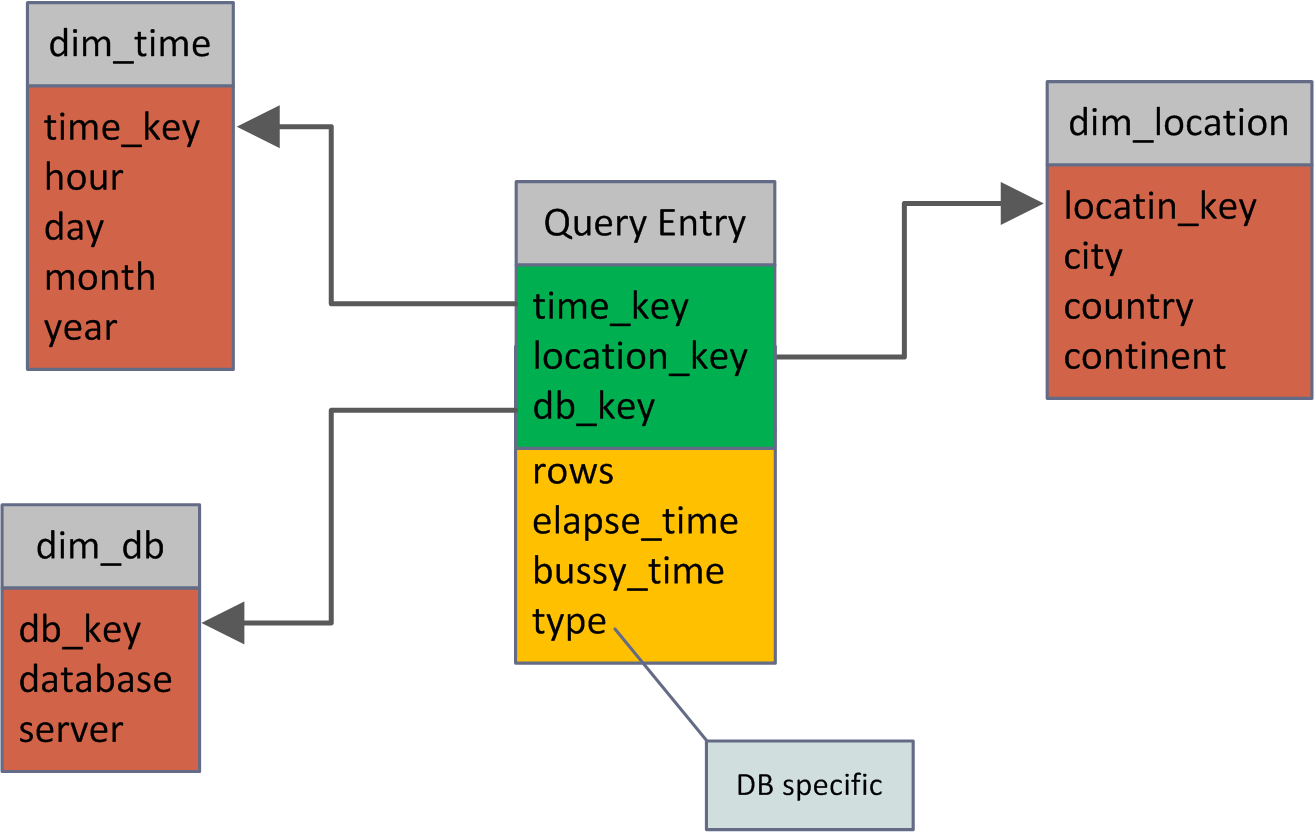 dim_time
time_key
hour
day
month
year
dim_location
locatin_key
city
country
continent
Query Entry
time_key
location_key
db_key
rows
elapse_time
bussy_time
type
dim_db
db_key
database
server
DB specific